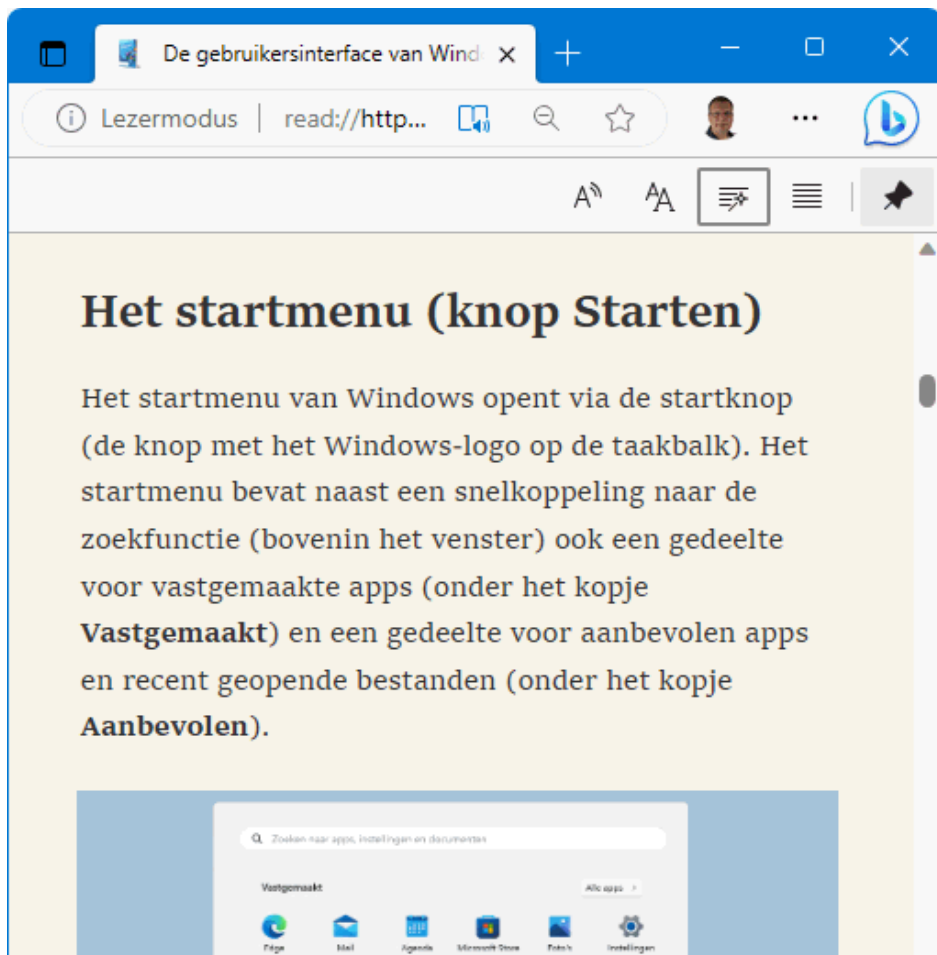 De gebruikersinterface van Wind
Lezermodus | read://http...
Het startmenu (knop Starten)
Het startmenu van Windows opent via de startknop
(de knop met het Windows-logo op de taakbalk). Het
startmenu bevat naast een snelkoppeling naar de
zoekfunctie (bovenin het venster) ook een gedeelte
voor vastgemaakte apps (onder het kopje
Vastgemaakt) en een gedeelte voor aanbevolen apps
en recent geopende bestanden (onder het kopje
Aanbevolen).
Zoeken naar apps, instellingen en documenten
Vastgemaakt Alle apps >
Edge Mail Agenda Microsoft Store Foto's Instellingen